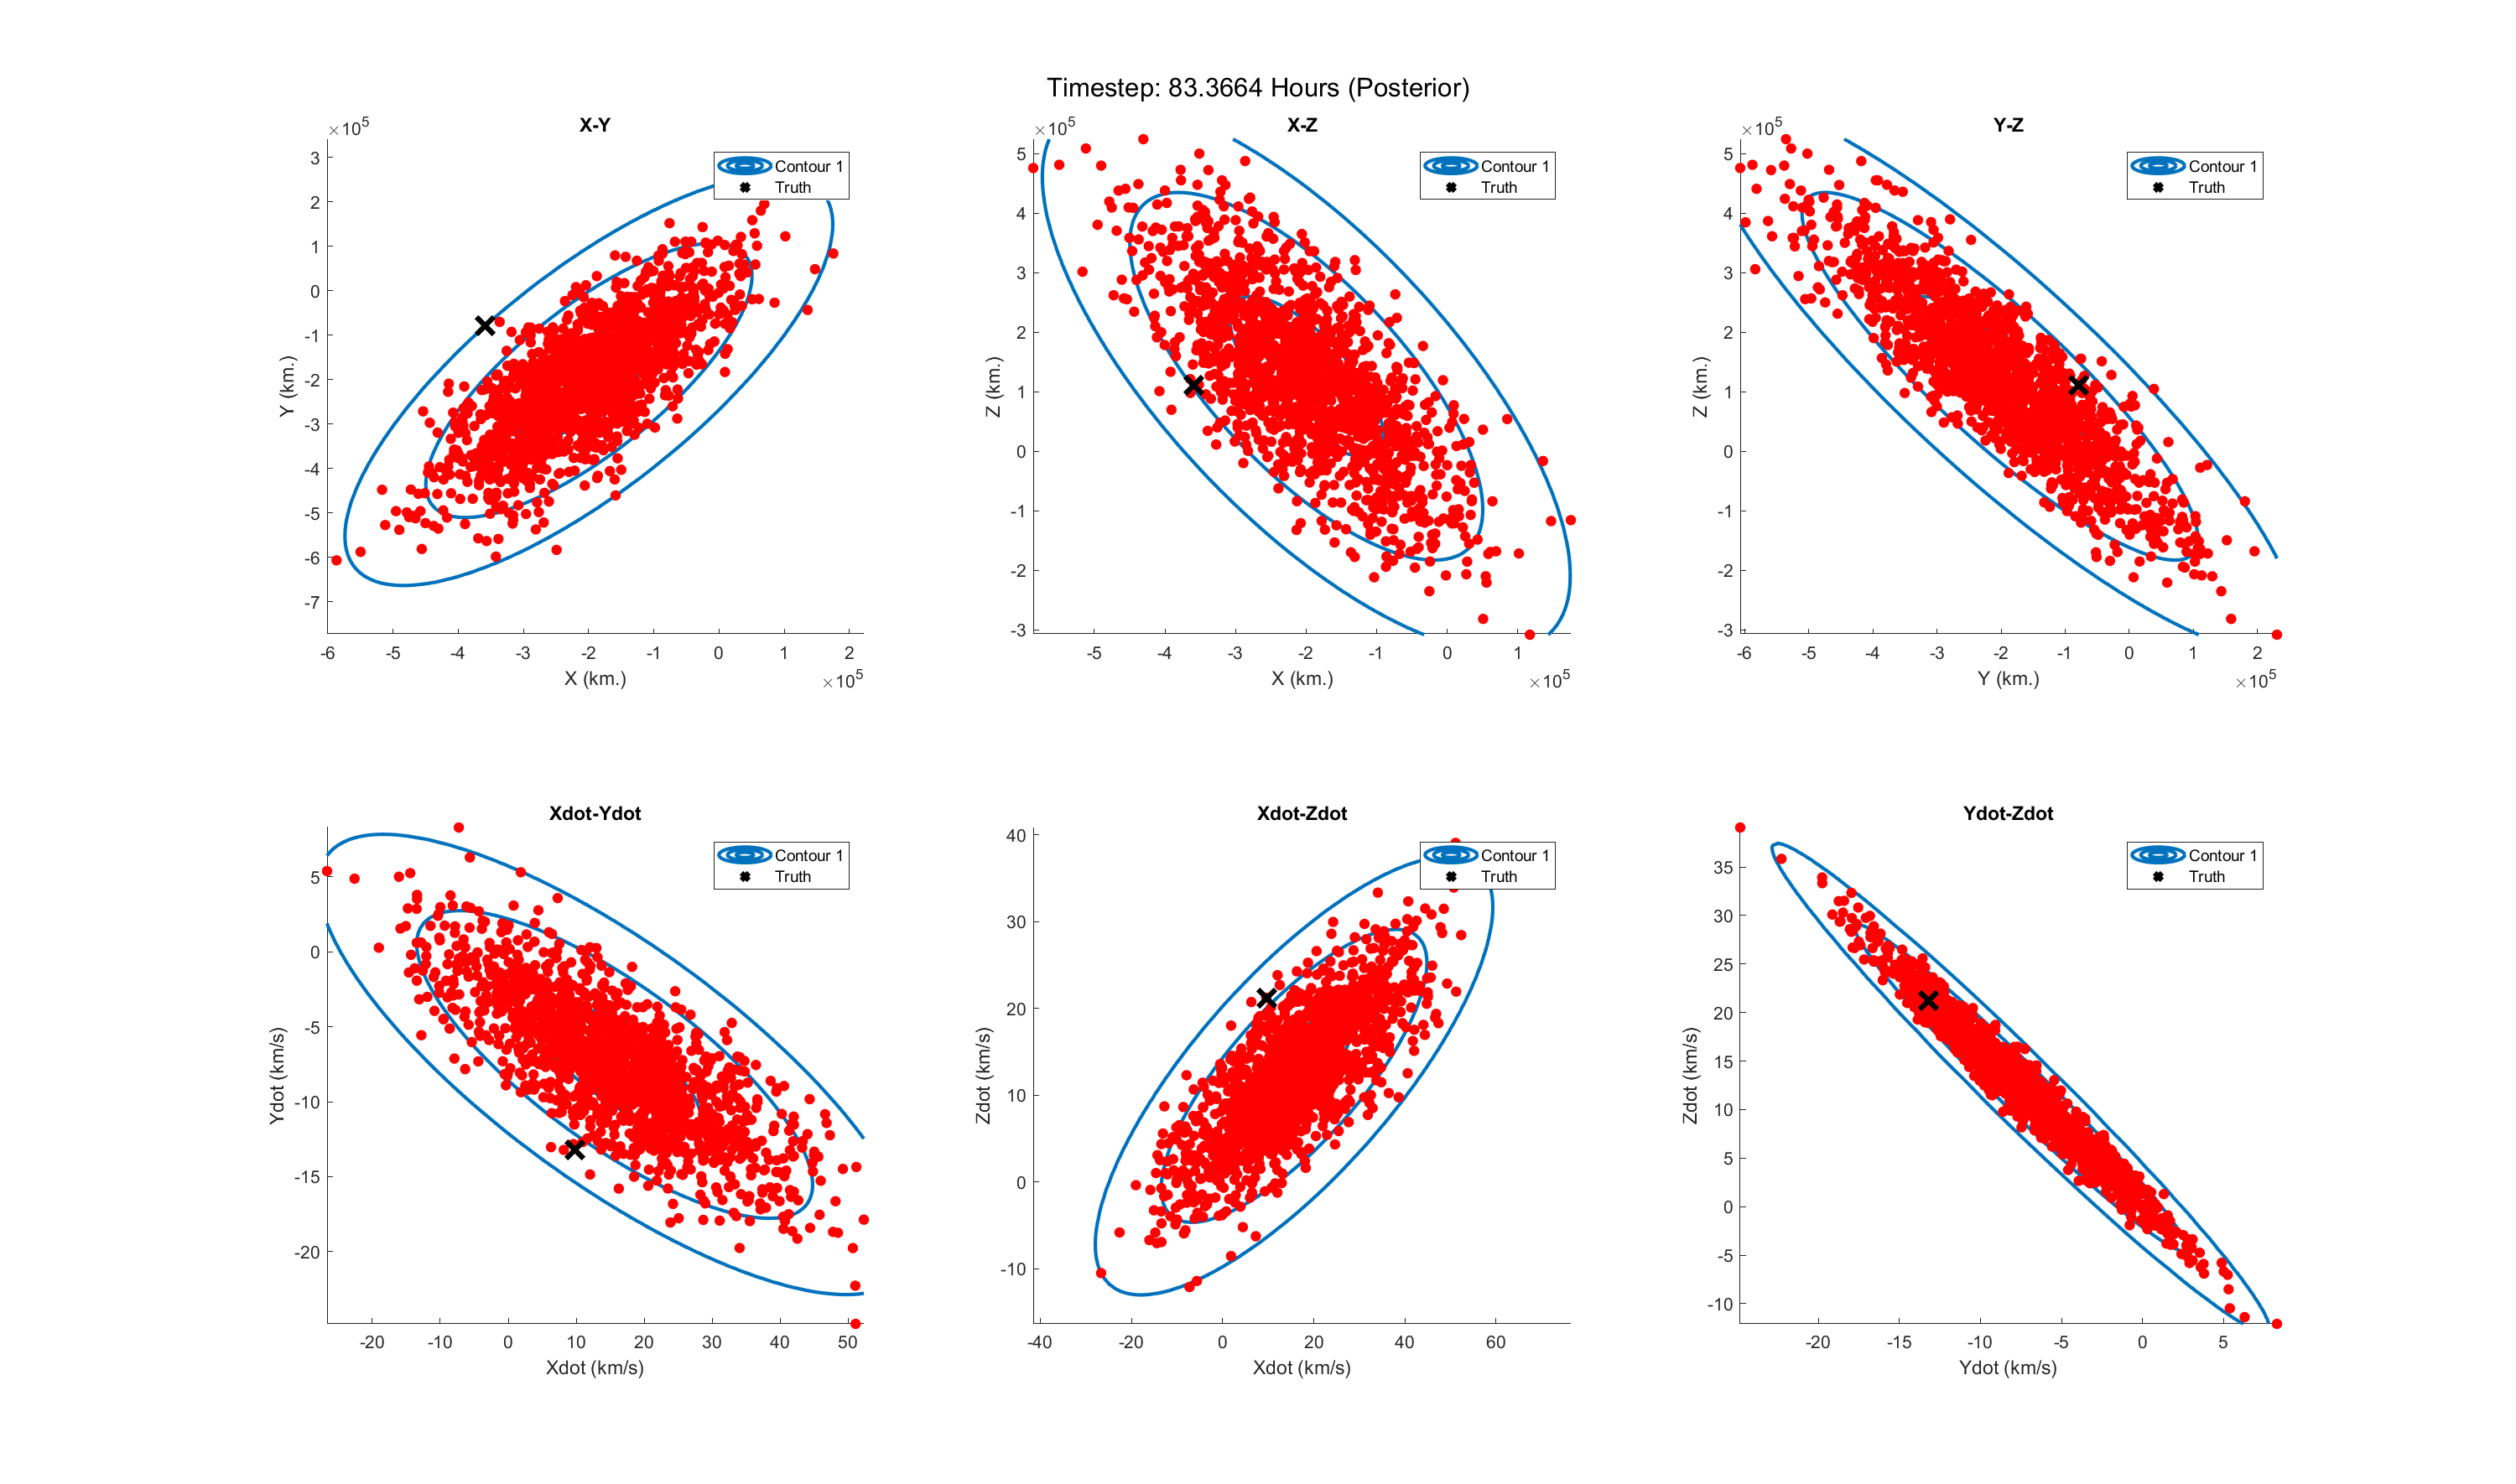 Timestep: 83.3664 Hours (Posterior)
X-Y
×10^5
3
2
1
0
-1
-2
-3
-4
-5
-6
-7
Y (km.)
-6 -5 -4 -3 -2 -1 0 1 2
X (km.)
×10^5
Contour 1
Truth
X-Z
×10^5
5
4
3
2
1
0
-1
-2
-3
Z (km.)
-5 -4 -3 -2 -1 0 1
X (km.)
×10^5
Contour 1
Truth
Y-Z
×10^5
5
4
3
2
1
0
-1
-2
-3
Z (km.)
-6 -5 -4 -3 -2 -1 0 1 2
Y (km.)
×10^5
Contour 1
Truth
Xdot-Ydot
5
0
-5
-10
-15
-20
Ydot (km/s)
-20 -10 0 10 20 30 40 50
Xdot (km/s)
Contour 1
Truth
Xdot-Zdot
40
30
20
10
0
-10
Zdot (km/s)
-40 -20 0 20 40 60
Xdot (km/s)
Contour 1
Truth
Ydot-Zdot
35
30
25
20
15
10
5
0
-5
-10
Zdot (km/s)
-20 -15 -10 -5 0 5
Ydot (km/s)
Contour 1
Truth